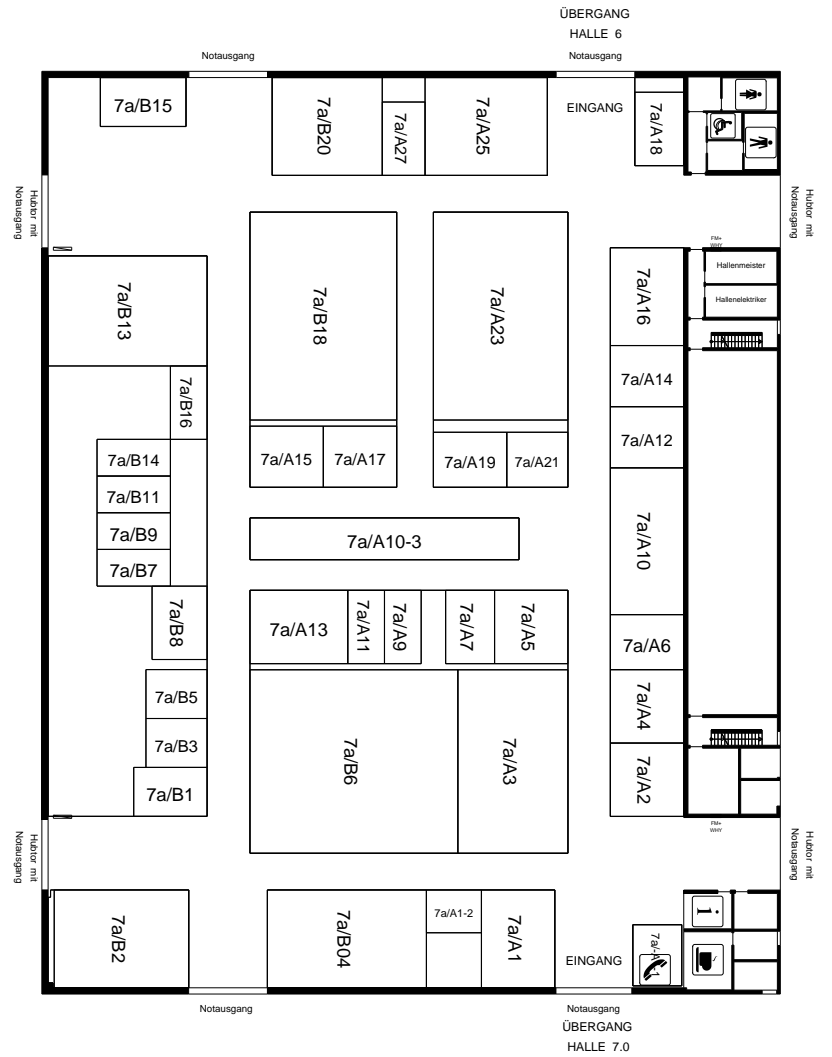 ÜBERGANG
HALLE 6
Notausgang
Notausgang
7a/B15
7a/B20
7a/A27
7a/A25
EINGANG
7a/A18
Hubtor mit
Notausgang
Hubtor mit
Notausgang
7a/B13
7a/B18
7a/A23
7a/A16
FM+
WHY
Hallenmeister
Hallenelektriker
7a/A14
7a/B16
7a/A12
7a/B14
7a/A15
7a/A17
7a/A19
7a/A21
7a/B11
7a/B9
7a/A10-3
7a/A10
7a/B7
7a/B8
7a/A13
7a/A11
7a/A9
7a/A7
7a/A5
7a/A6
7a/B5
7a/A4
7a/B3
7a/B6
7a/A3
7a/B1
7a/A2
FM+
WHY
Hubtor mit
Notausgang
Hubtor mit
Notausgang
7a/B2
7a/B04
7a/A1-2
7a/A1
EINGANG
i
Notausgang
Notausgang
ÜBERGANG
HALLE 7.0